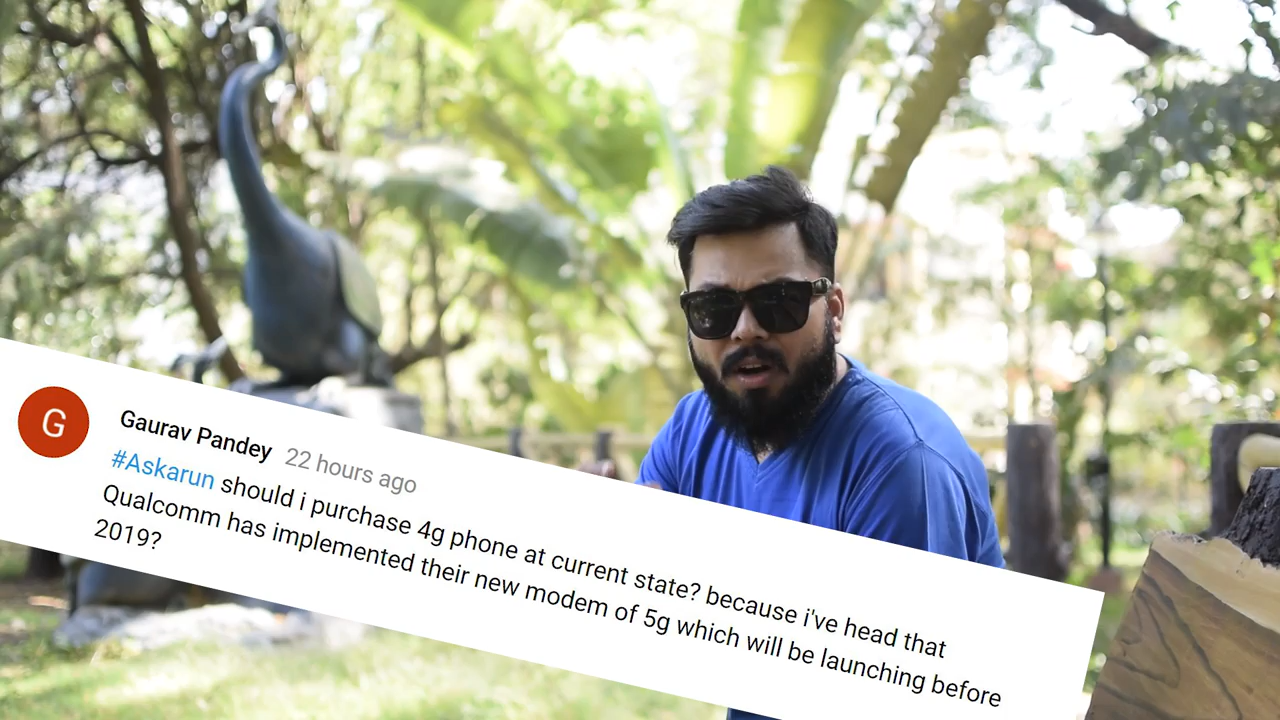 G
Gaurav Pandey 22 hours ago
#Askarun should i purchase 4g phone at current state? because i've head that
Qualcomm has implemented their new modem of 5g which will be launching before
2019?